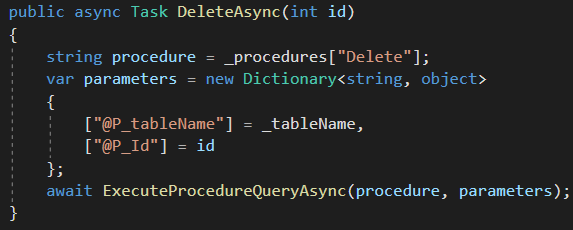 public async Task DeleteAsync(int id)
{
    string procedure = _procedures["Delete"];
    var parameters = new Dictionary<string, object>
    {
        ["@P_tableName"] = _tableName,
        ["@P_Id"] = id
    };
    await ExecuteProcedureQueryAsync(procedure, parameters);
}